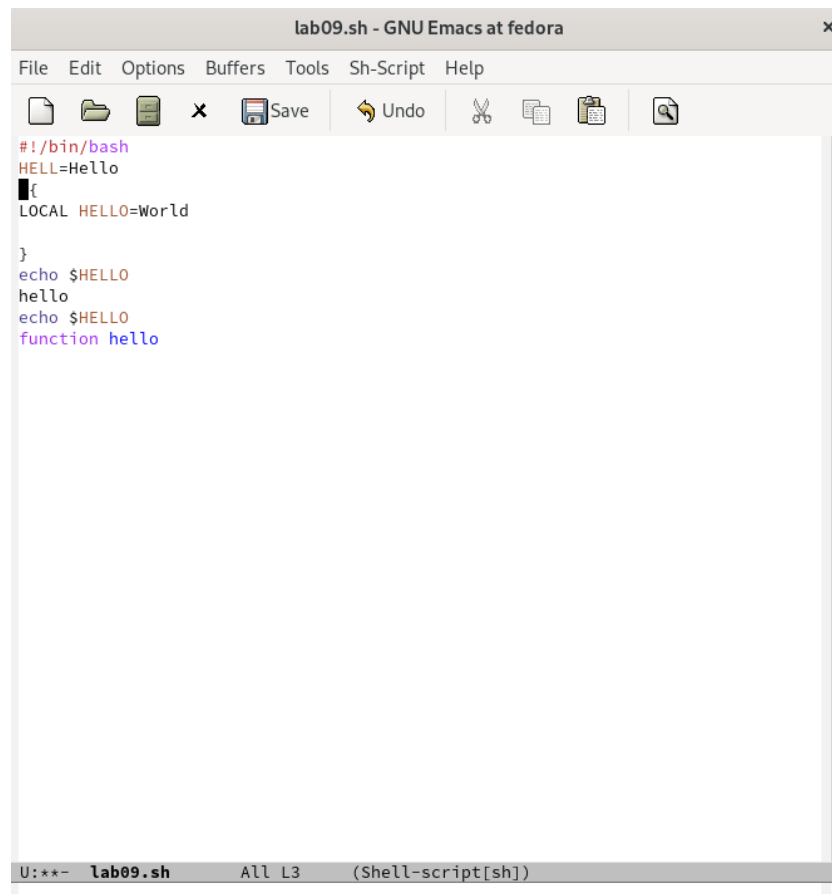 lab09.sh - GNU Emacs at fedora
File Edit Options Buffers Tools Sh-Script Help
Save Undo
#!/bin/bash
HELL=Hello
{
LOCAL HELLO=World
}
echo $HELLO
hello
echo $HELLO
function hello
U:**- lab09.sh All L3 (Shell-script[sh])